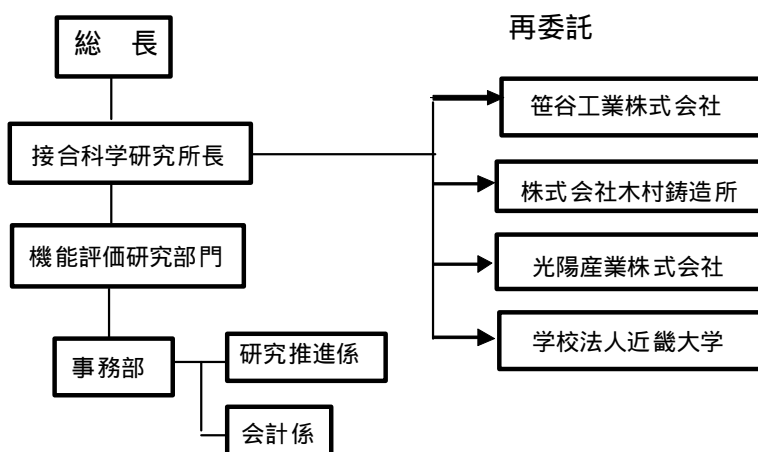 総　長
再委託
笹谷工業株式会社
接合科学研究所長
株式会社木村鋳造所
機能評価研究部門
光陽産業株式会社
学校法人近畿大学
事務部
研究推進係
会計係